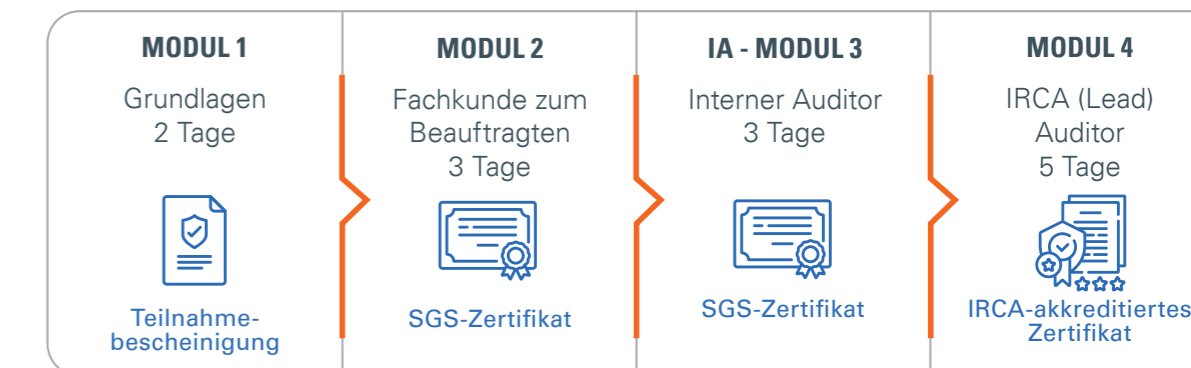 MODUL 1
Grundlagen
2 Tage
Teilnahme-
bescheinigung
MODUL 2
Fachkunde zum
Beauftragten
3 Tage
SGS-Zertifikat
IA - MODUL 3
Interner Auditor
3 Tage
SGS-Zertifikat
MODUL 4
IRCA (Lead)
Auditor
5 Tage
IRCA-akkreditiertes
Zertifikat